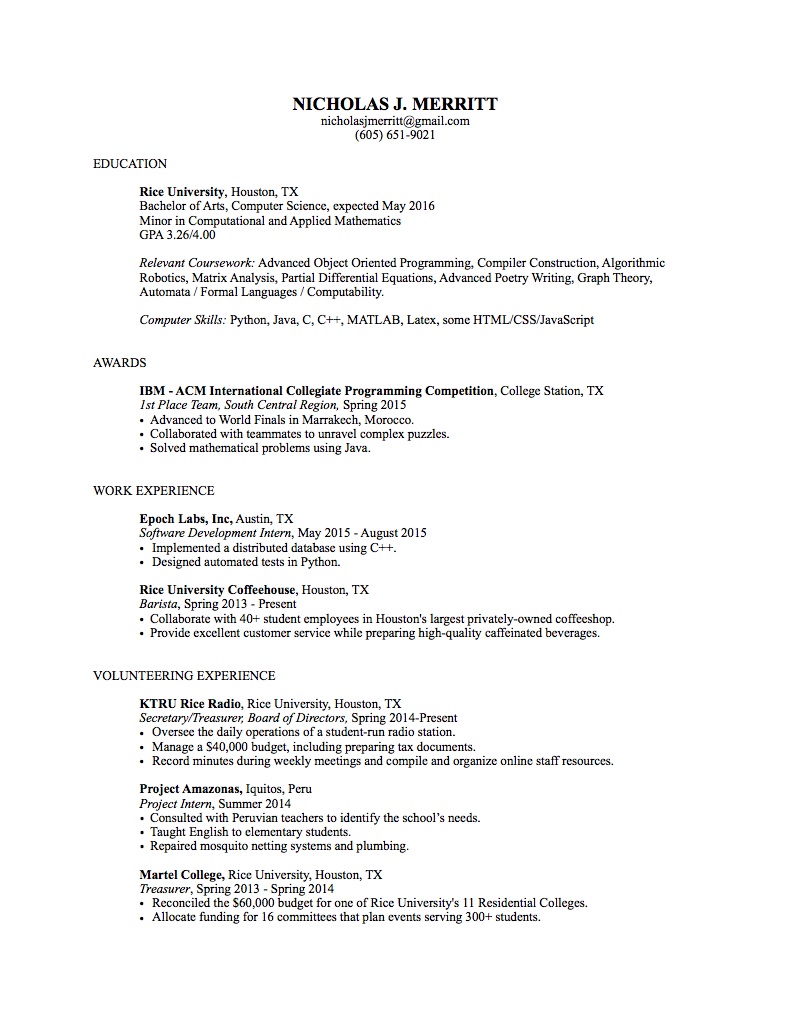 NICHOLAS J. MERRITT
nicholasjmerritt@gmail.com
(605) 651-9021
EDUCATION
Rice University, Houston, TX
Bachelor of Arts, Computer Science, expected May 2016
Minor in Computational and Applied Mathematics
GPA 3.26/4.00
Relevant Coursework: Advanced Object Oriented Programming, Compiler Construction, Algorithmic
Robotics, Matrix Analysis, Partial Differential Equations, Advanced Poetry Writing, Graph Theory,
Automata / Formal Languages / Computability.
Computer Skills: Python, Java, C, C++, MATLAB, Latex, some HTML/CSS/JavaScript
AWARDS
IBM - ACM International Collegiate Programming Competition, College Station, TX
1st Place Team, South Central Region, Spring 2015
• Advanced to World Finals in Marrakech, Morocco.
• Collaborated with teammates to unravel complex puzzles.
• Solved mathematical problems using Java.
WORK EXPERIENCE
Epoch Labs, Inc, Austin, TX
Software Development Intern, May 2015 - August 2015
• Implemented a distributed database using C++.
• Designed automated tests in Python.
Rice University Coffeehouse, Houston, TX
Barista, Spring 2013 - Present
• Collaborate with 40+ student employees in Houston's largest privately-owned coffeeshop.
• Provide excellent customer service while preparing high-quality caffeinated beverages.
VOLUNTEERING EXPERIENCE
KTRU Rice Radio, Rice University, Houston, TX
Secretary/Treasurer, Board of Directors, Spring 2014-Present
• Oversee the daily operations of a student-run radio station.
• Manage a $40,000 budget, including preparing tax documents.
• Record minutes during weekly meetings and compile and organize online staff resources.
Project Amazonas, Iquitos, Peru
Project Intern, Summer 2014
• Consulted with Peruvian teachers to identify the school’s needs.
• Taught English to elementary students.
• Repaired mosquito netting systems and plumbing.
Martel College, Rice University, Houston, TX
Treasurer, Spring 2013 - Spring 2014
• Reconciled the $60,000 budget for one of Rice University's 11 Residential Colleges.
• Allocate funding for 16 committees that plan events serving 300+ students.